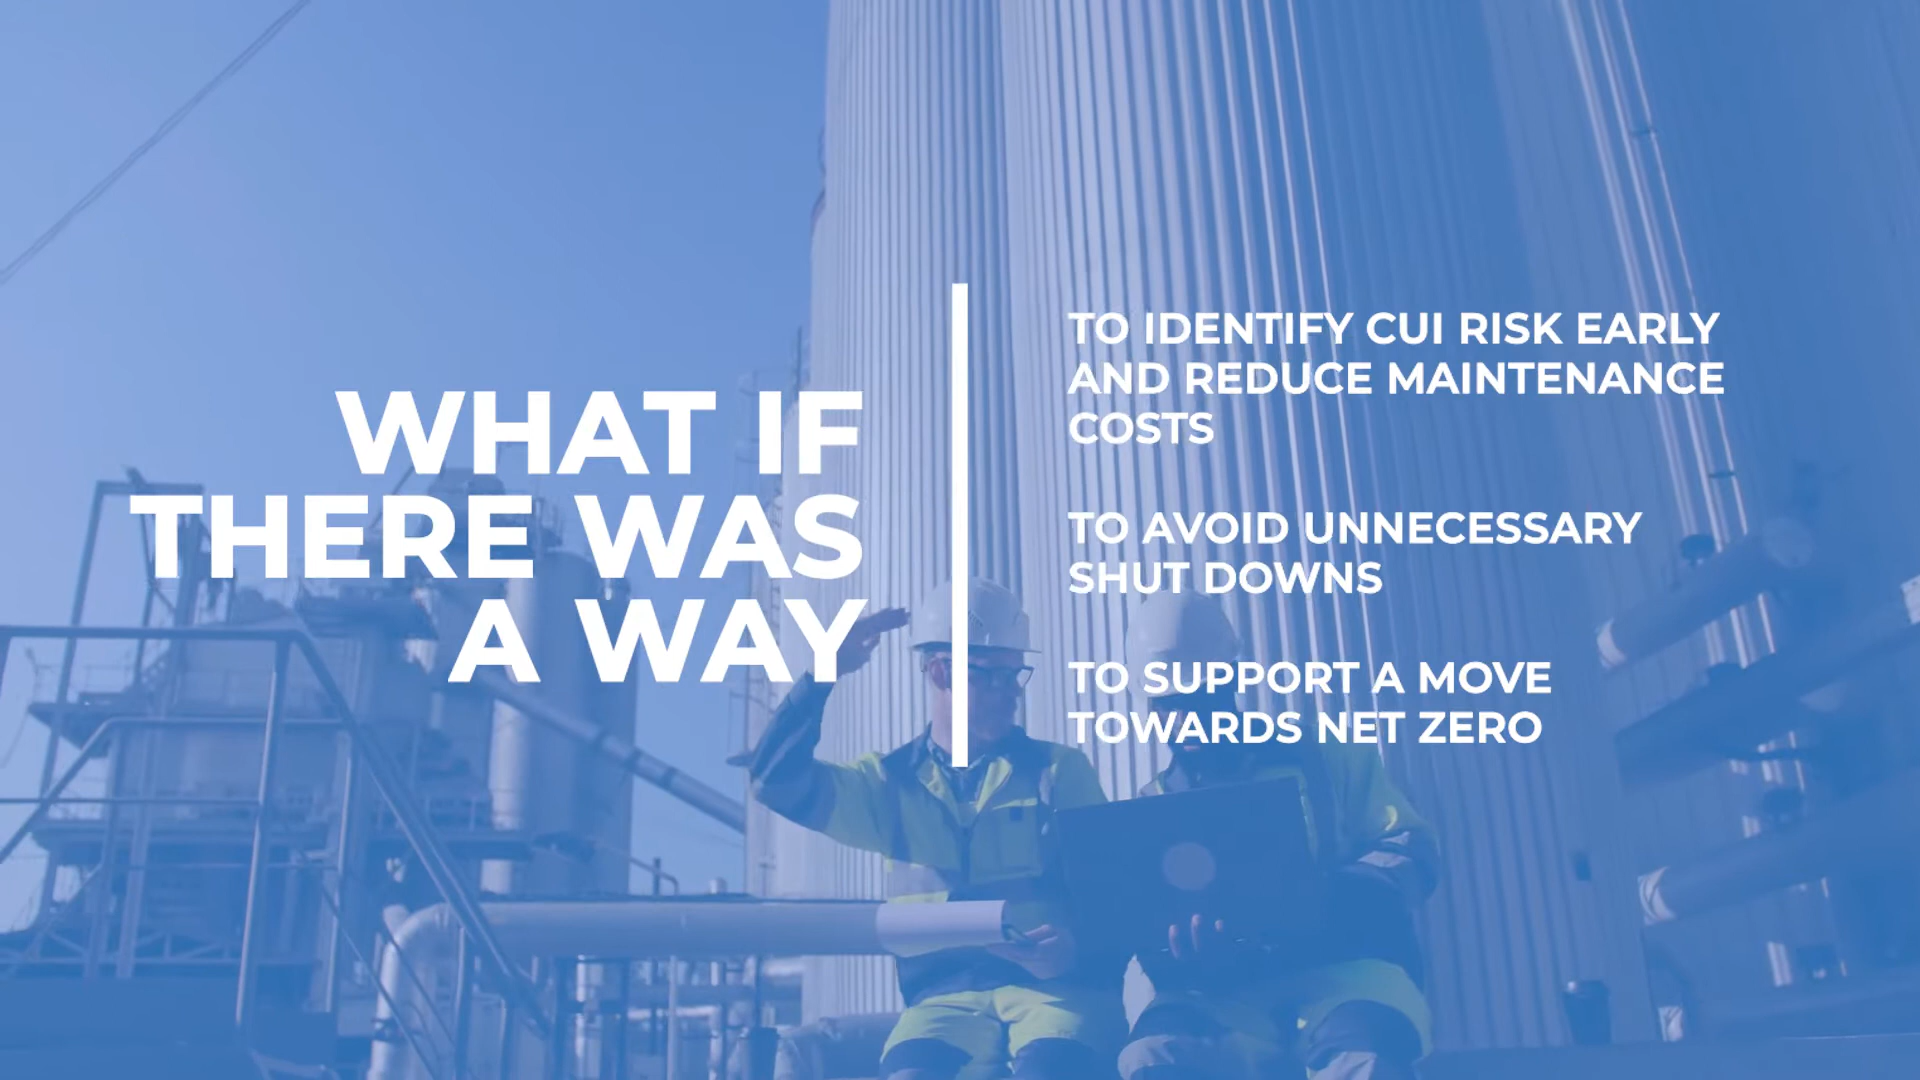 WHAT IF
THERE WAS
A WAY
TO IDENTIFY CUI RISK EARLY
AND REDUCE MAINTENANCE
COSTS
TO AVOID UNNECESSARY
SHUT DOWNS
TO SUPPORT A MOVE
TOWARDS NET ZERO